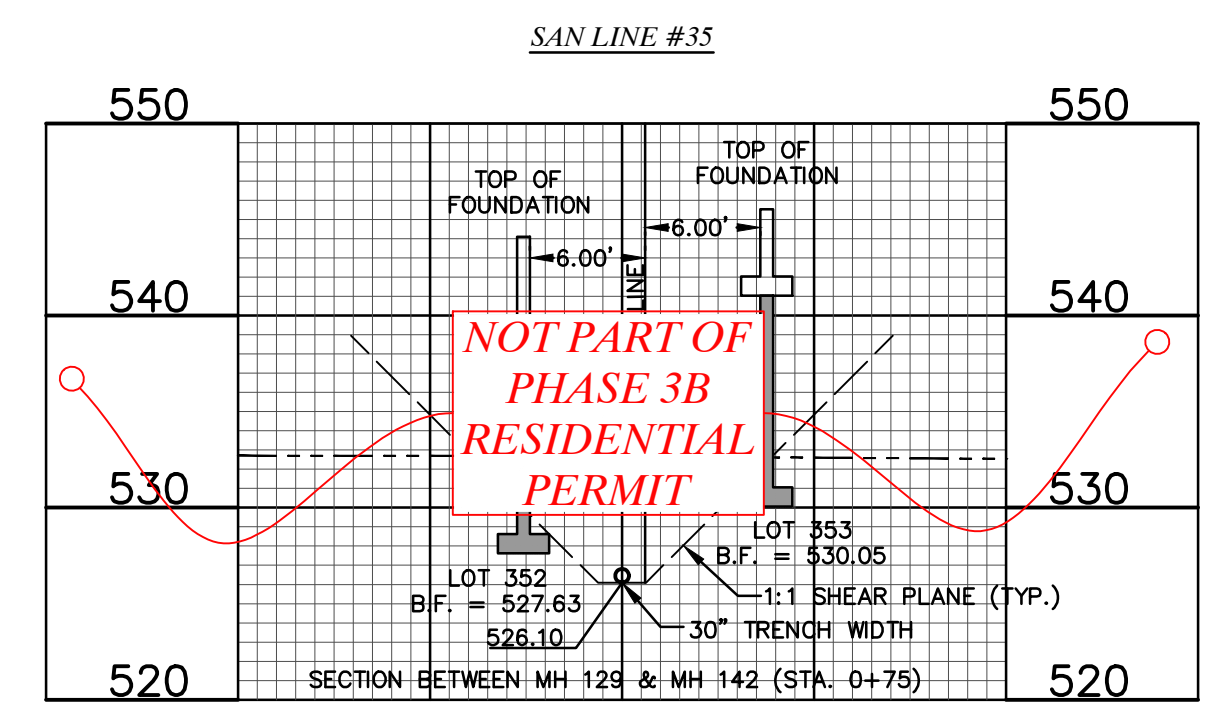 SAN LINE #35
550
550
TOP OF
FOUNDATION
TOP OF
FOUNDATION
6.00'
6.00'
LINE
540
540
NOT PART OF
PHASE 3B
RESIDENTIAL
PERMIT
530
530
LOT 353
B.F. = 530.05
LOT 352
B.F. = 527.63
1:1 SHEAR PLANE (TYP.)
30" TRENCH WIDTH
526.10
SECTION BETWEEN MH 129 & MH 142 (STA. 0+75)
520
520